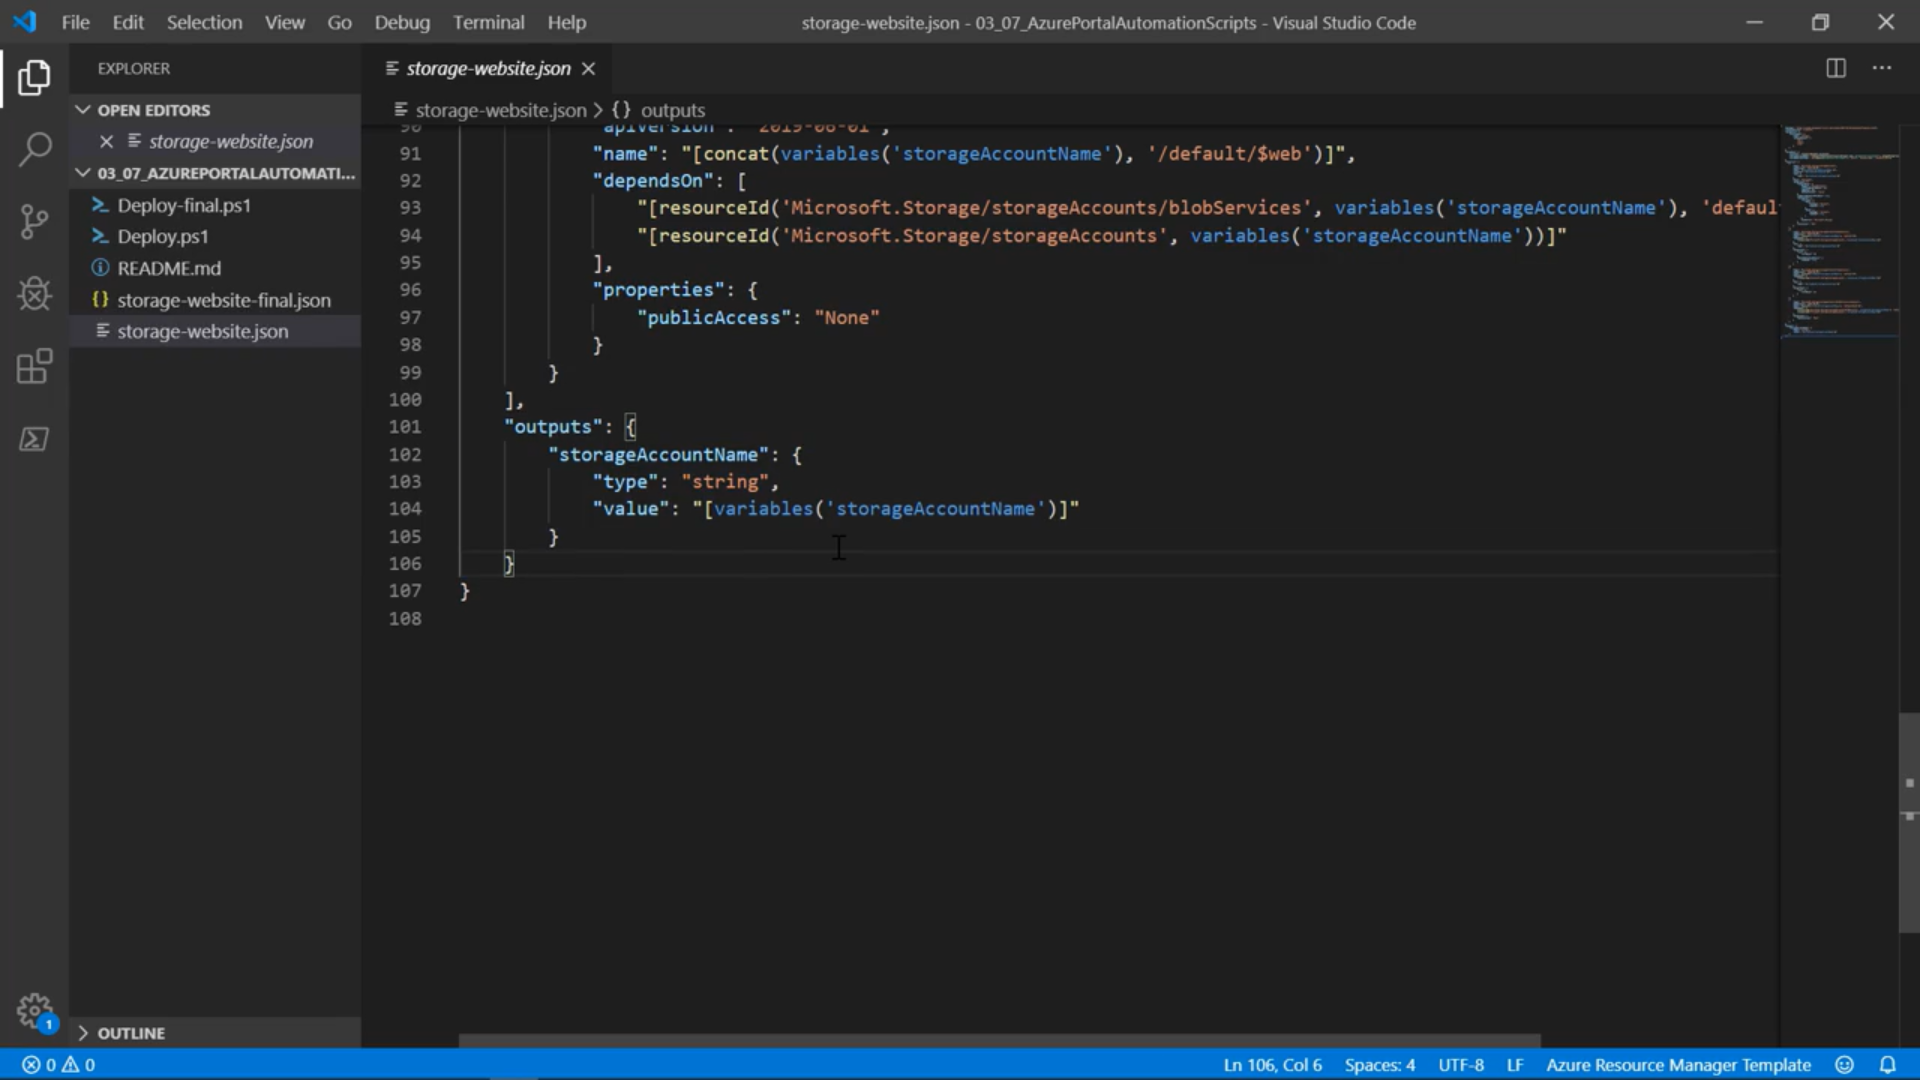 File Edit Selection View Go Debug Terminal Help
storage-website.json - 03_07_AzurePortalAutomationScripts - Visual Studio Code
EXPLORER
OPEN EDITORS
storage-website.json
03_07_AZUREPORTALAUTOMATI...
Deploy-final.ps1
Deploy.ps1
README.md
storage-website-final.json
storage-website.json
OUTLINE
storage-website.json
storage-website.json > {} outputs
90 "apiVersion": "2019-06-01",
91 "name": "[concat(variables('storageAccountName'), '/default/$web')]",
92 "dependsOn": [
93 "[resourceId('Microsoft.Storage/storageAccounts/blobServices', variables('storageAccountName'), 'defaul
94 "[resourceId('Microsoft.Storage/storageAccounts', variables('storageAccountName'))]"
95 ],
96 "properties": {
97 "publicAccess": "None"
98 }
99 }
100 ],
101 "outputs": {
102 "storageAccountName": {
103 "type": "string",
104 "value": "[variables('storageAccountName')]"
105 }
106 }
107 }
108
1
0 0
Ln 106, Col 6 Spaces: 4 UTF-8 LF Azure Resource Manager Template